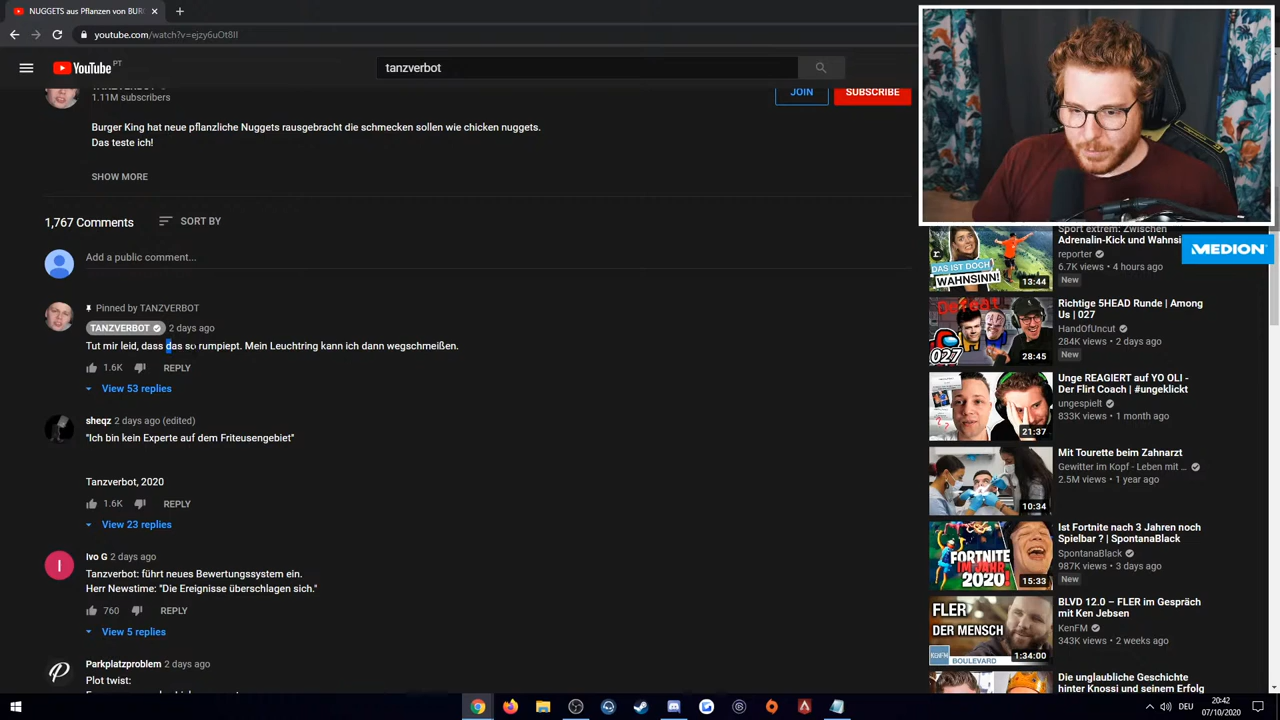 NUGGETS aus Pflanzen von BUR
youtube.com/watch?v=ejzy6uOt8lI
YouTube PT
tanzverbot
1.11M subscribers
JOIN
SUBSCRIBE
Burger King hat neue pflanzliche Nuggets rausgebracht die schmecken sollen wie chicken nuggets.
Das teste ich!
SHOW MORE
1,767 Comments
SORT BY
Add a public comment...
Pinned by TANZVERBOT
TANZVERBOT 2 days ago
Tut mir leid, dass das so rumpiept. Mein Leuchtring kann ich dann wegschmeißen.
1.6K REPLY
View 53 replies
sheqz 2 days ago (edited)
"Ich bin kein Experte auf dem Friteusengebiet"
Tanzverbot, 2020
1.6K REPLY
View 23 replies
I
Ivo G 2 days ago
Tanzverbot: führt neues Bewertungssystem ein.
Herr Newstime: "Die Ereignisse überschlagen sich."
760 REPLY
View 5 replies
Parkplatzproblem 2 days ago
Plot twist:
MEDION
r.
DAS IST DOCH
WAHNSINN!
13:44
Sport extrem: Zwischen
Adrenalin-Kick und Wahnsi
reporter
6.7K views • 4 hours ago
New
Defeat
027
28:45
Richtige 5HEAD Runde | Among
Us | 027
HandOfUncut
284K views • 2 days ago
New
21:37
Unge REAGIERT auf YO OLI -
Der Flirt Coach | #ungeklickt
ungespielt
833K views • 1 month ago
10:34
Mit Tourette beim Zahnarzt
Gewitter im Kopf - Leben mit ...
2.5M views • 1 year ago
FORTNITE
IM JAHR
2020!
15:33
Ist Fortnite nach 3 Jahren noch
Spielbar ? | SpontanaBlack
SpontanaBlack
987K views • 3 days ago
New
FLER
DER MENSCH
KENFM
BOULEVARD
1:34:00
BLVD 12.0 – FLER im Gespräch
mit Ken Jebsen
KenFM
343K views • 2 weeks ago
Die unglaubliche Geschichte
hinter Knossi und seinem Erfolg
DEU
20:42
07/10/2020